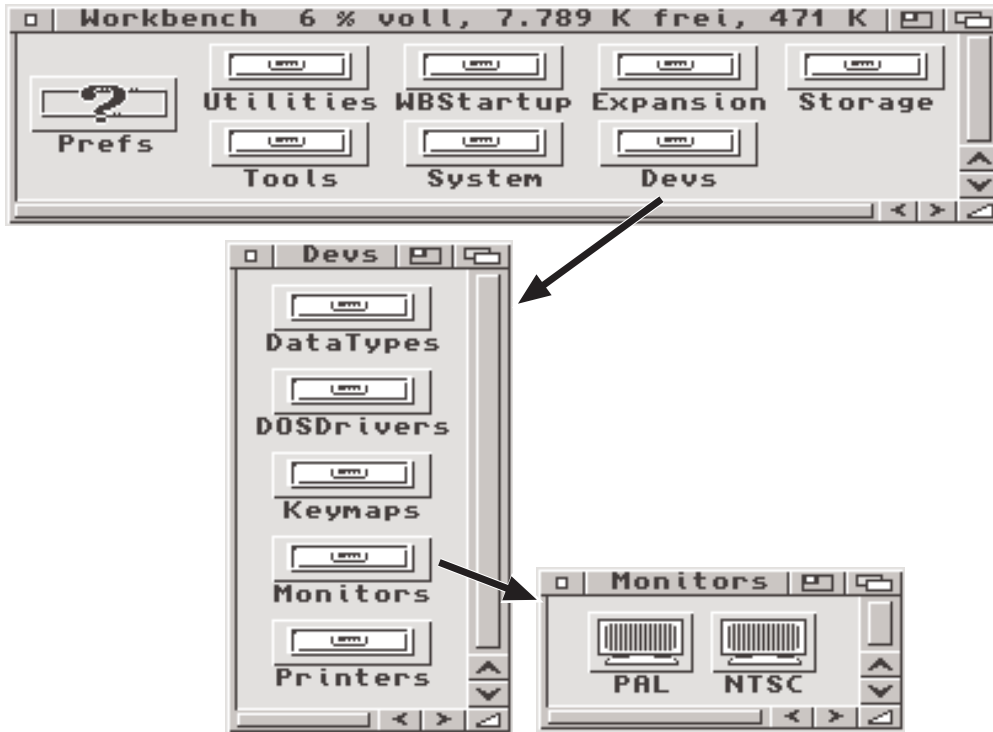 Workbench 6 % voll, 7.789 K frei, 471 K
Prefs
Utilities WBStartup Expansion Storage
Tools System Devs
Devs
DataTypes
DOSDrivers
Keymaps
Monitors
Printers
Monitors
PAL NTSC